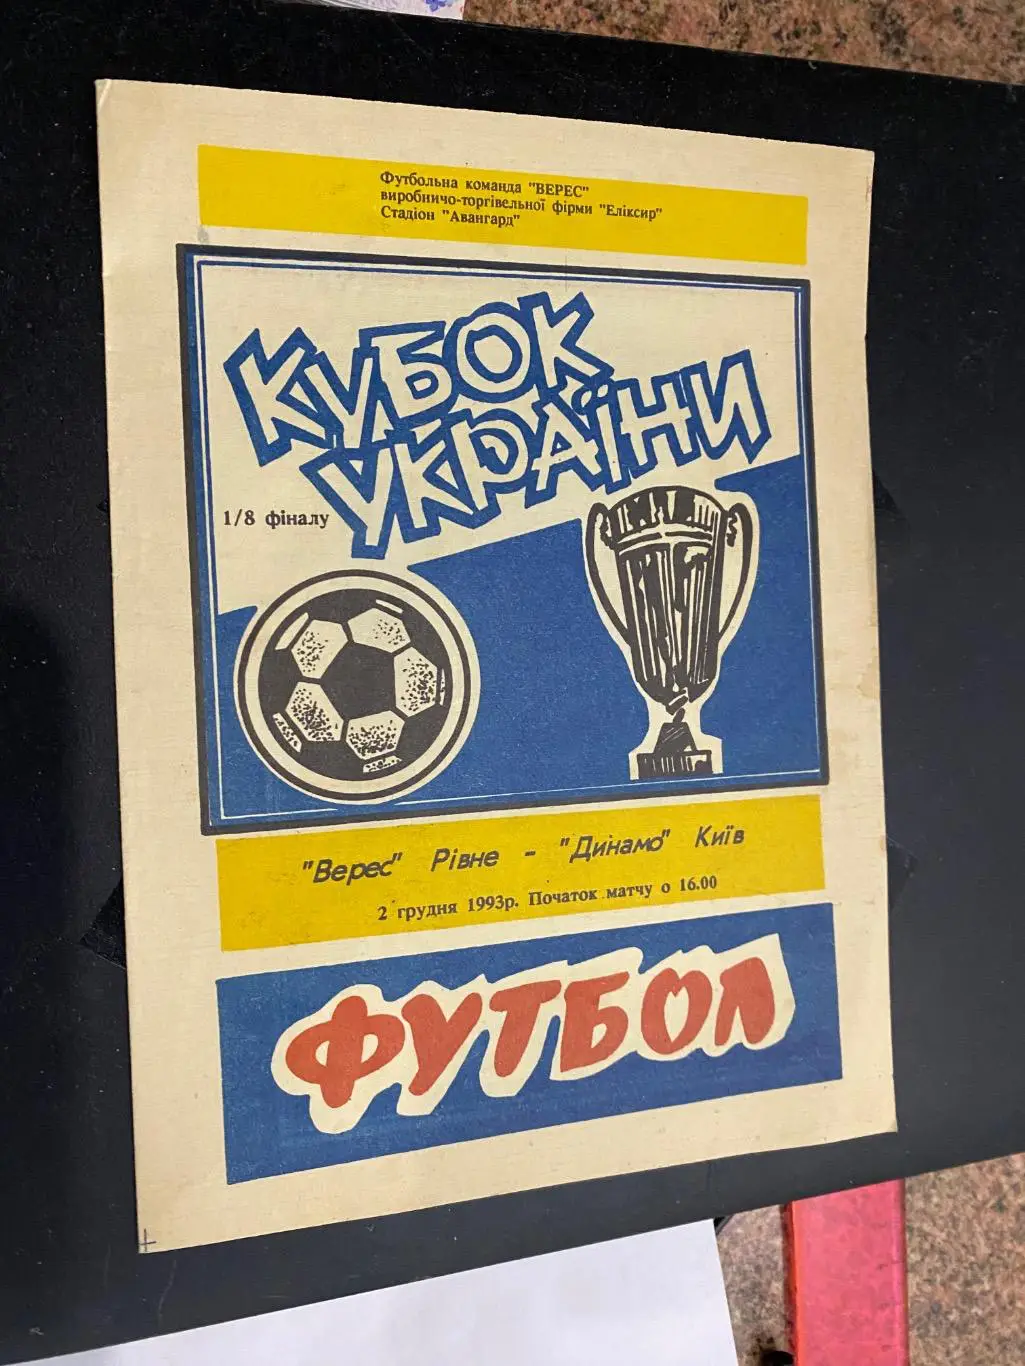 Футбольна команда "ВЕРЕС"
виробничо-торгівельної фірми "Еліксир"
Стадіон "Авангард"
КУБОК
УКРАЇНИ
1/8 фіналу
"Верес" Рівне - "Динамо" Київ
2 грудня 1993р. Початок матчу о 16.00
ФУТБОЛ